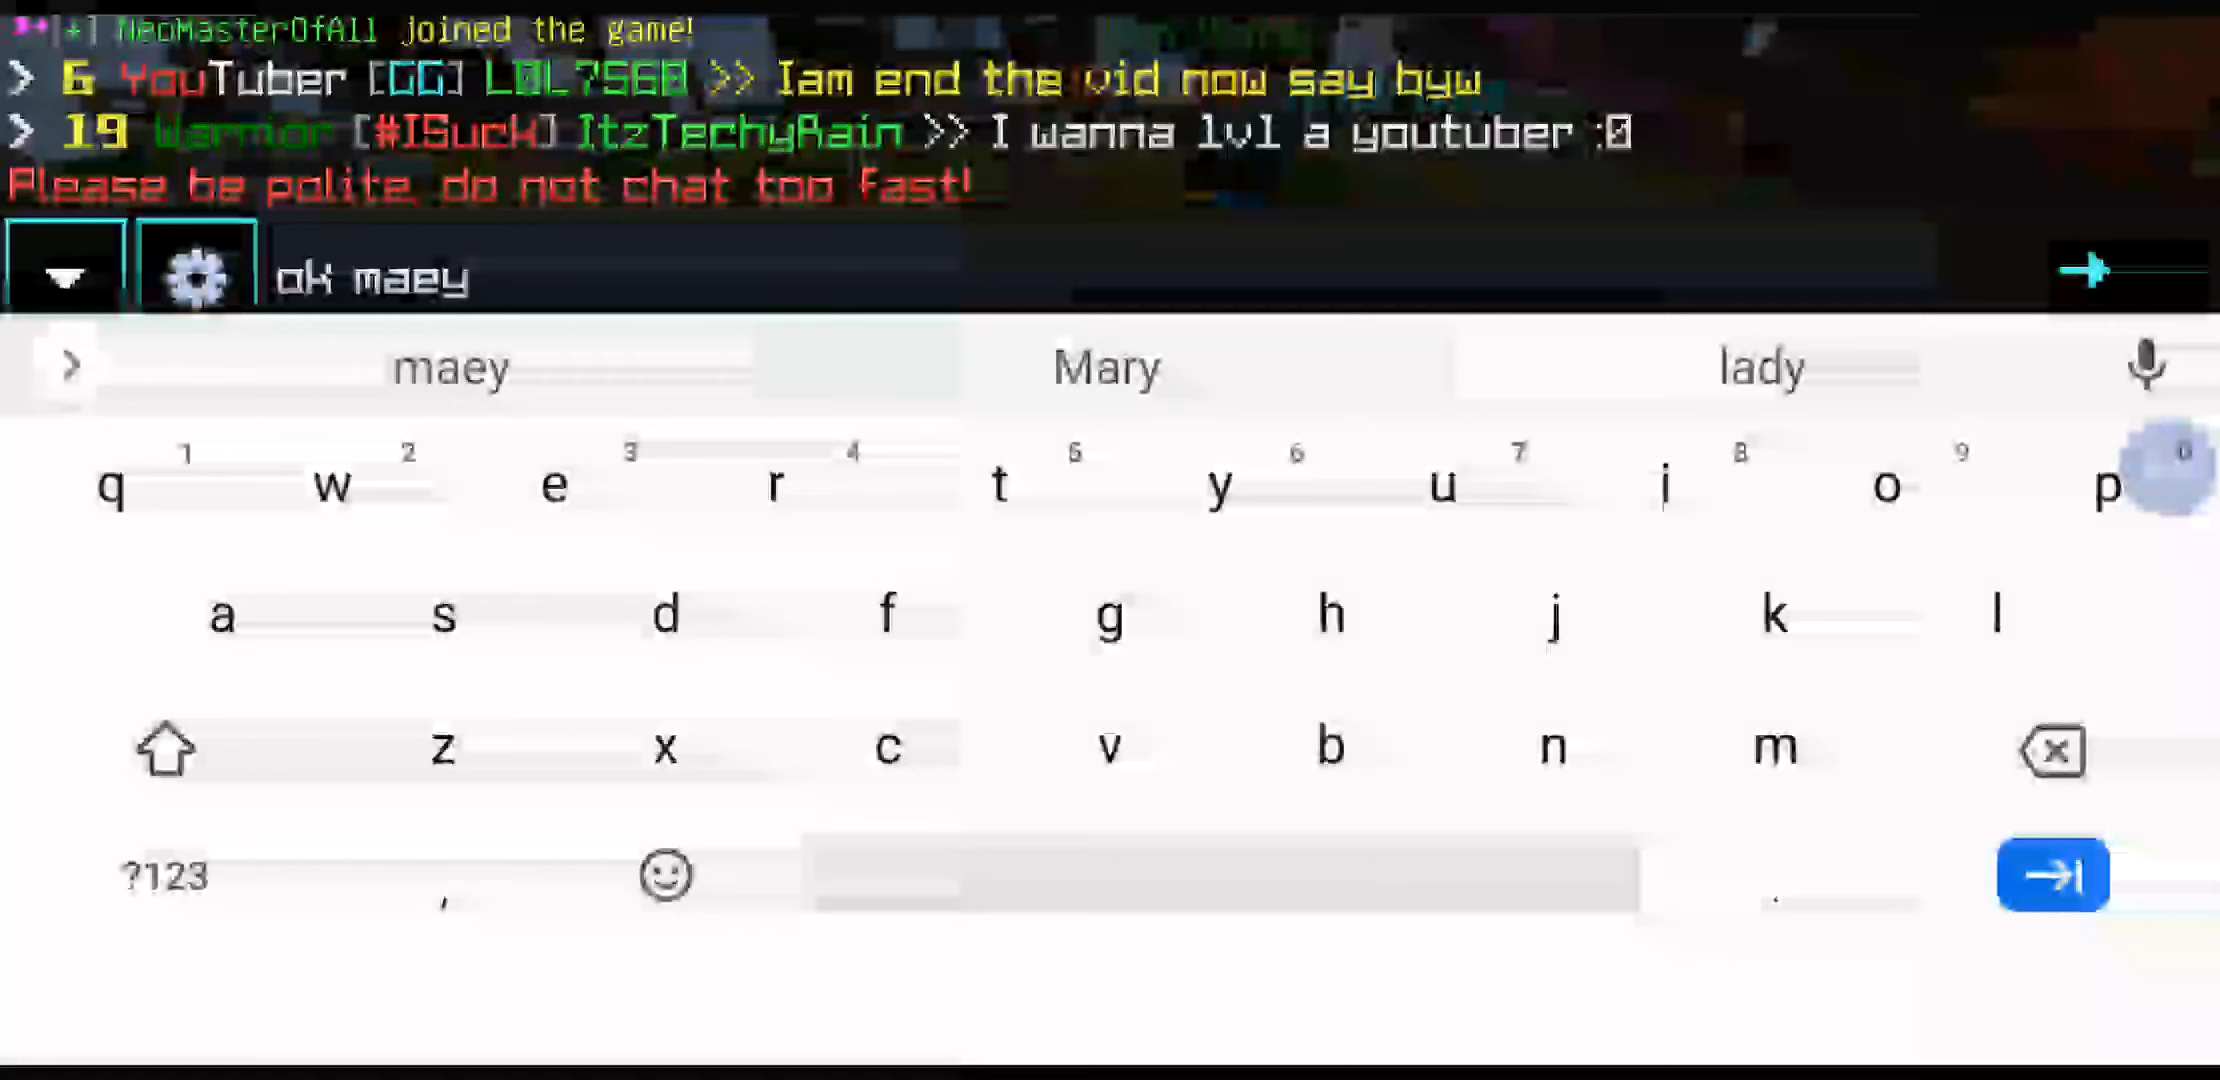 [+] NeoMasterOfAll joined the game!
> 6 YouTuber [GG] L0L7560 >> Iam end the vid now say byw
> 19 Warrior [#ISuck] ItzTechyRain >> I wanna lvl a youtuber :0
Please be polite, do not chat too fast!
ok maey
maey Mary lady
1 2 3 4 5 6 7 8 9 0
q w e r t y u i o p
a s d f g h j k l
z x c v b n m
?123 , .